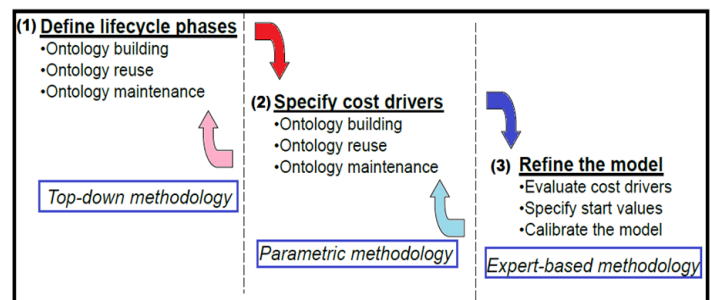 (1) Define lifecycle phases
•Ontology building
•Ontology reuse
•Ontology maintenance
Top-down methodology
(2) Specify cost drivers
•Ontology building
•Ontology reuse
•Ontology maintenance
Parametric methodology
(3) Refine the model
•Evaluate cost drivers
•Specify start values
•Calibrate the model
Expert-based methodology